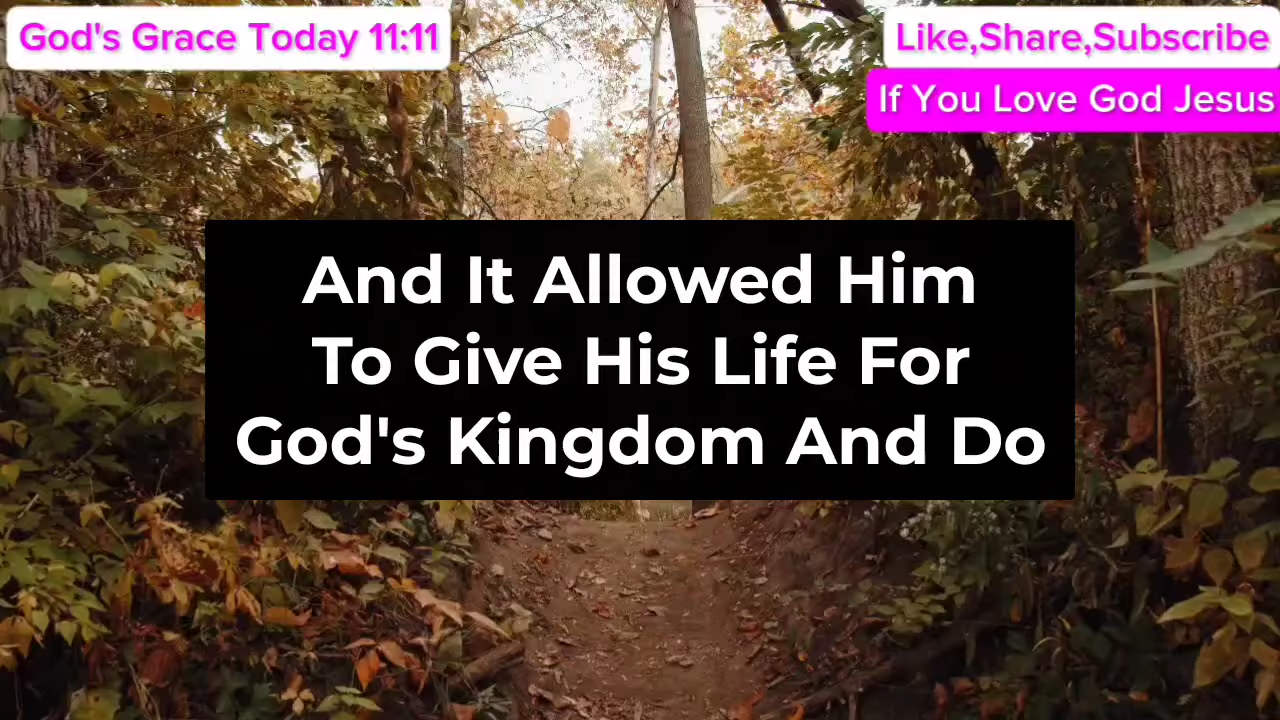 God's Grace Today 11:11
Like,Share,Subscribe
If You Love God Jesus
And It Allowed Him
To Give His Life For
God's Kingdom And Do